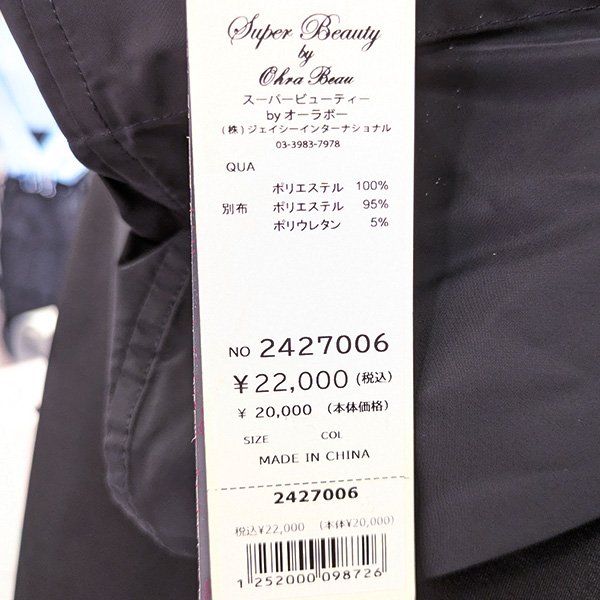 Super Beauty
by
Ohra Beau
スーパービューティー
by オーラボー
(株)ジェイシーインターナショナル
03-3983-7978
QUA
ポリエステル 100%
別布 ポリエステル 95%
ポリウレタン 5%
NO 2427006
¥22,000(税込)
¥ 20,000 (本体価格)
SIZE COL
MADE IN CHINA
2427006
税込¥22,000 (本体¥20,000)
1 252000 098726